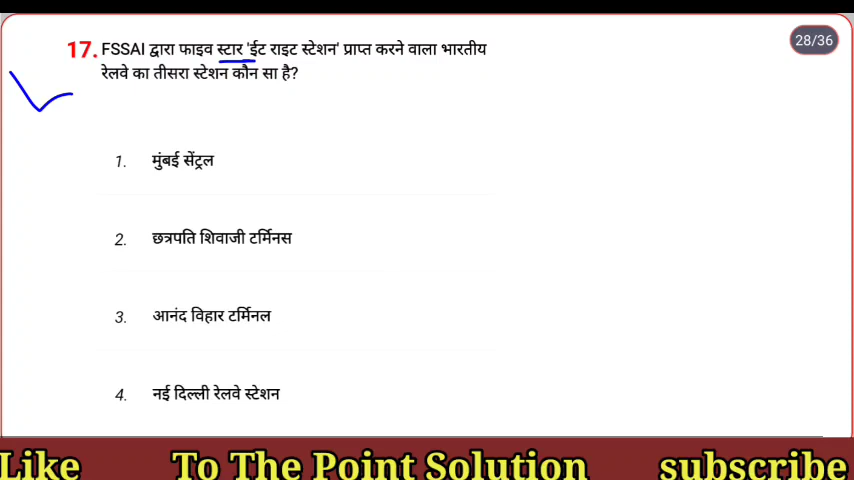 17. FSSAI द्वारा फाइव स्टार 'ईट राइट स्टेशन' प्राप्त करने वाला भारतीय
रेलवे का तीसरा स्टेशन कौन सा है?
28/36
1. मुंबई सेंट्रल
2. छत्रपति शिवाजी टर्मिनस
3. आनंद विहार टर्मिनल
4. नई दिल्ली रेलवे स्टेशन
Like To The Point Solution subscribe